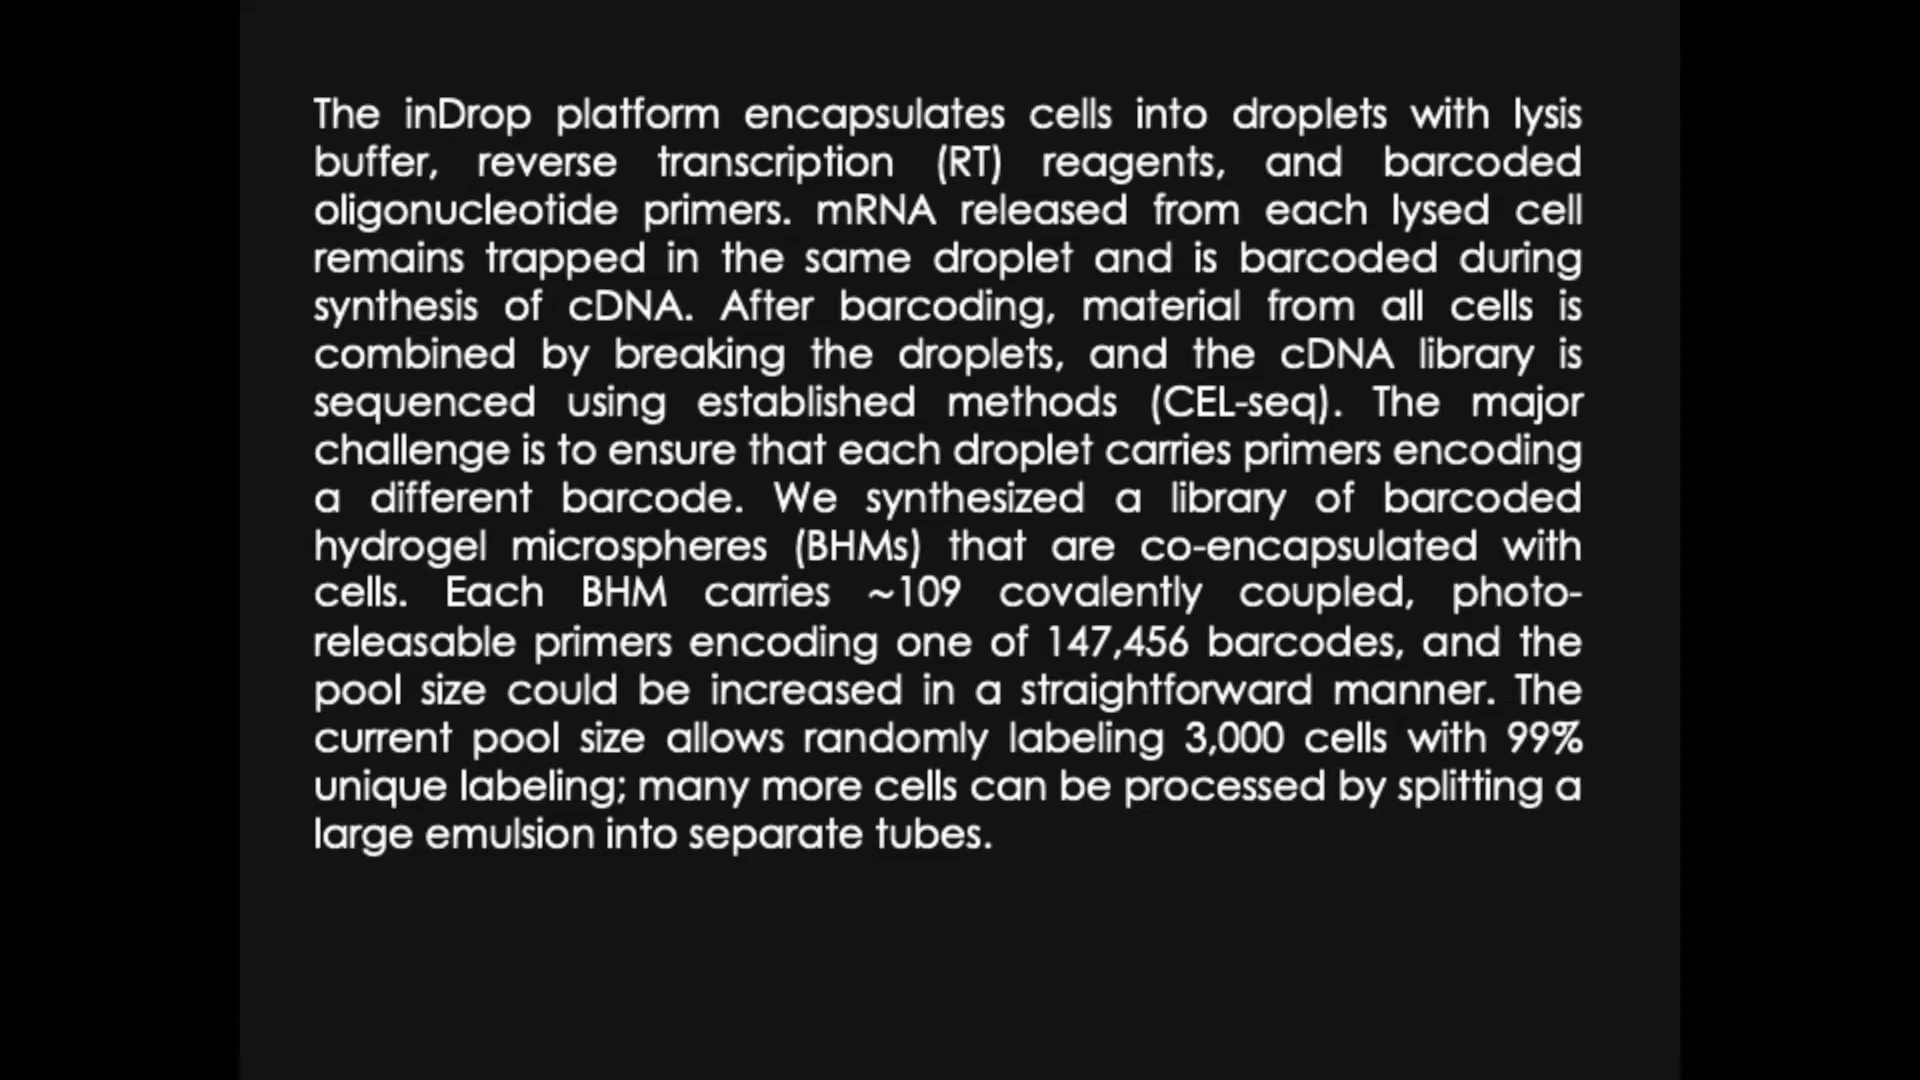 The inDrop platform encapsulates cells into droplets with lysis
buffer, reverse transcription (RT) reagents, and barcoded
oligonucleotide primers. mRNA released from each lysed cell
remains trapped in the same droplet and is barcoded during
synthesis of cDNA. After barcoding, material from all cells is
combined by breaking the droplets, and the cDNA library is
sequenced using established methods (CEL-seq). The major
challenge is to ensure that each droplet carries primers encoding
a different barcode. We synthesized a library of barcoded
hydrogel microspheres (BHMs) that are co-encapsulated with
cells. Each BHM carries ~109 covalently coupled, photo-
releasable primers encoding one of 147,456 barcodes, and the
pool size could be increased in a straightforward manner. The
current pool size allows randomly labeling 3,000 cells with 99%
unique labeling; many more cells can be processed by splitting a
large emulsion into separate tubes.